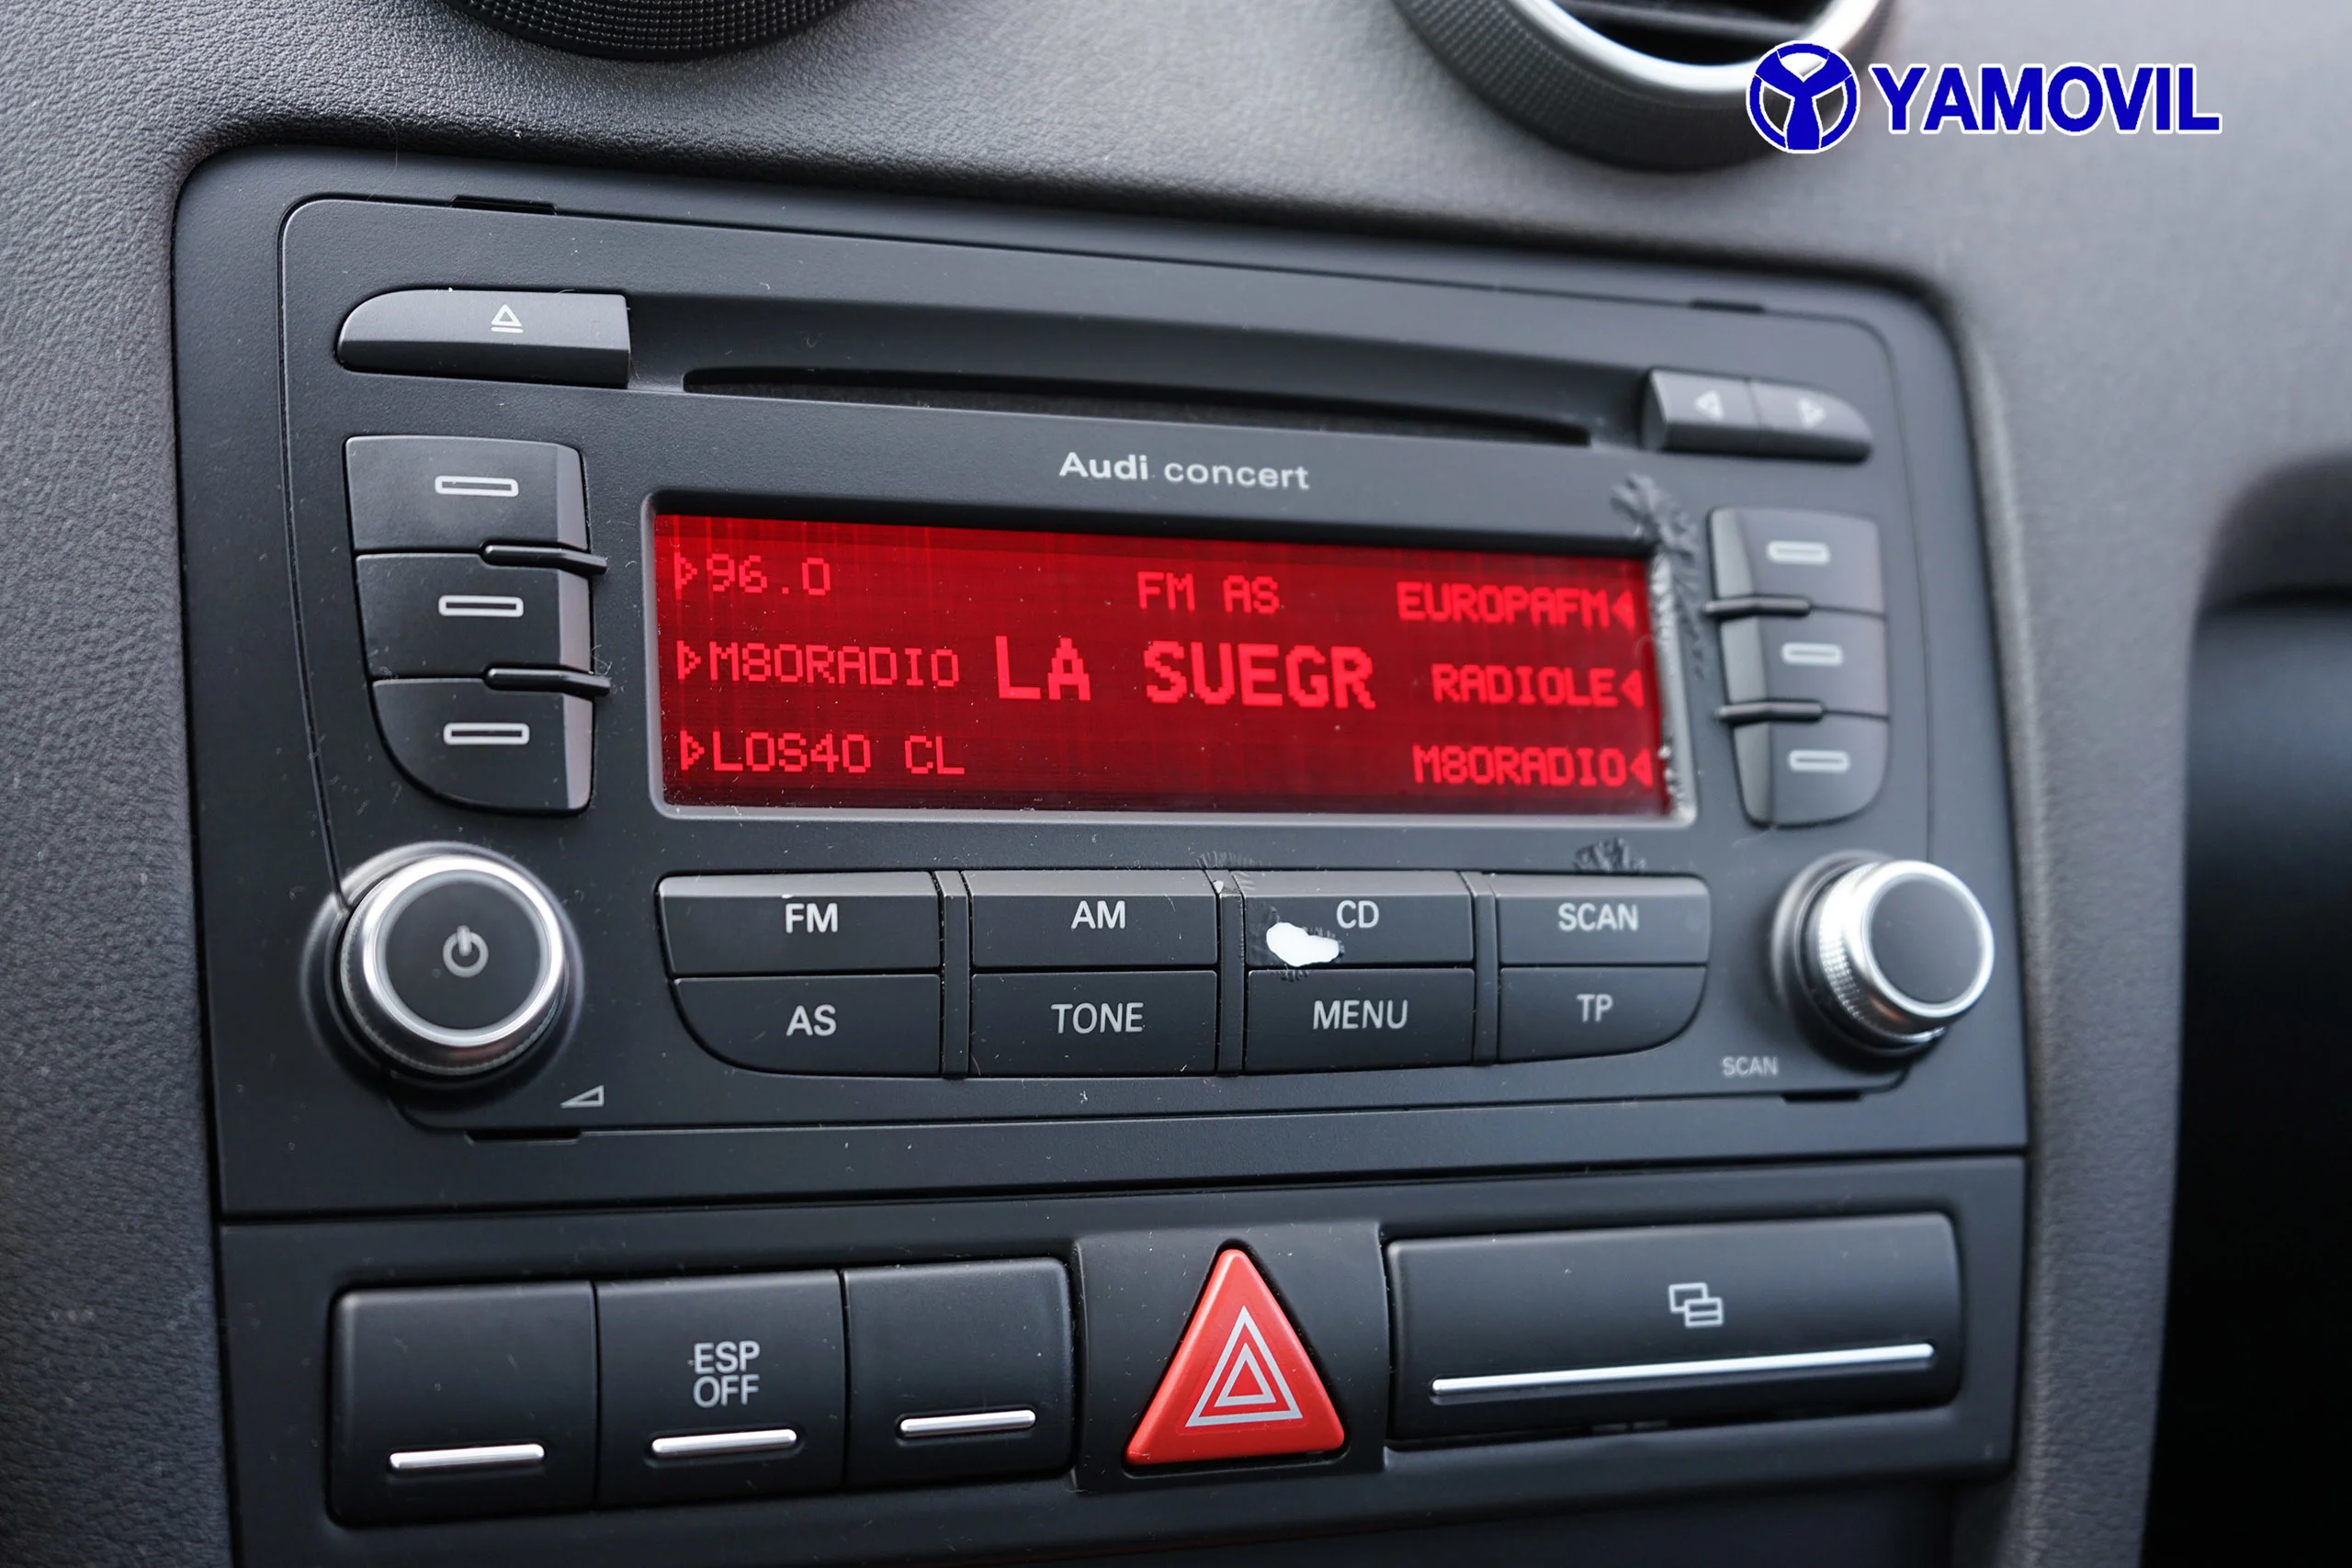 YAMOVIL
Audi concert
96.0 FM AS EUROPAFM
M80RADIO LA SUEGR RADIOLE
LOS40 CL M80RADIO
FM AM CD SCAN
AS TONE MENU TP
SCAN
ESP
OFF